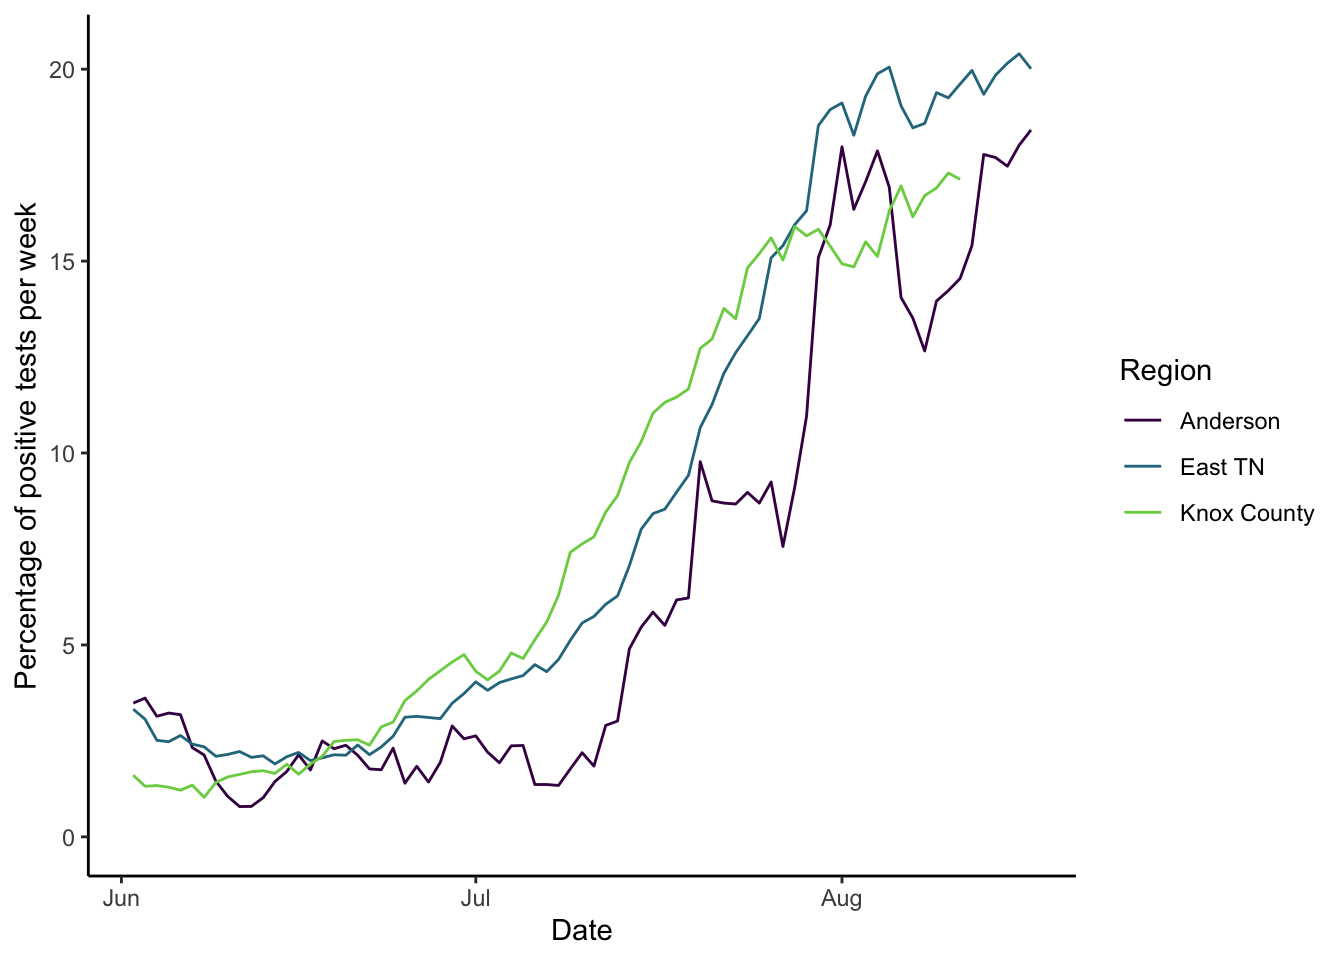 Percentage of positive tests per week
20
15
10
5
0
Jun
Jul
Aug
Date
Region
Anderson
East TN
Knox County